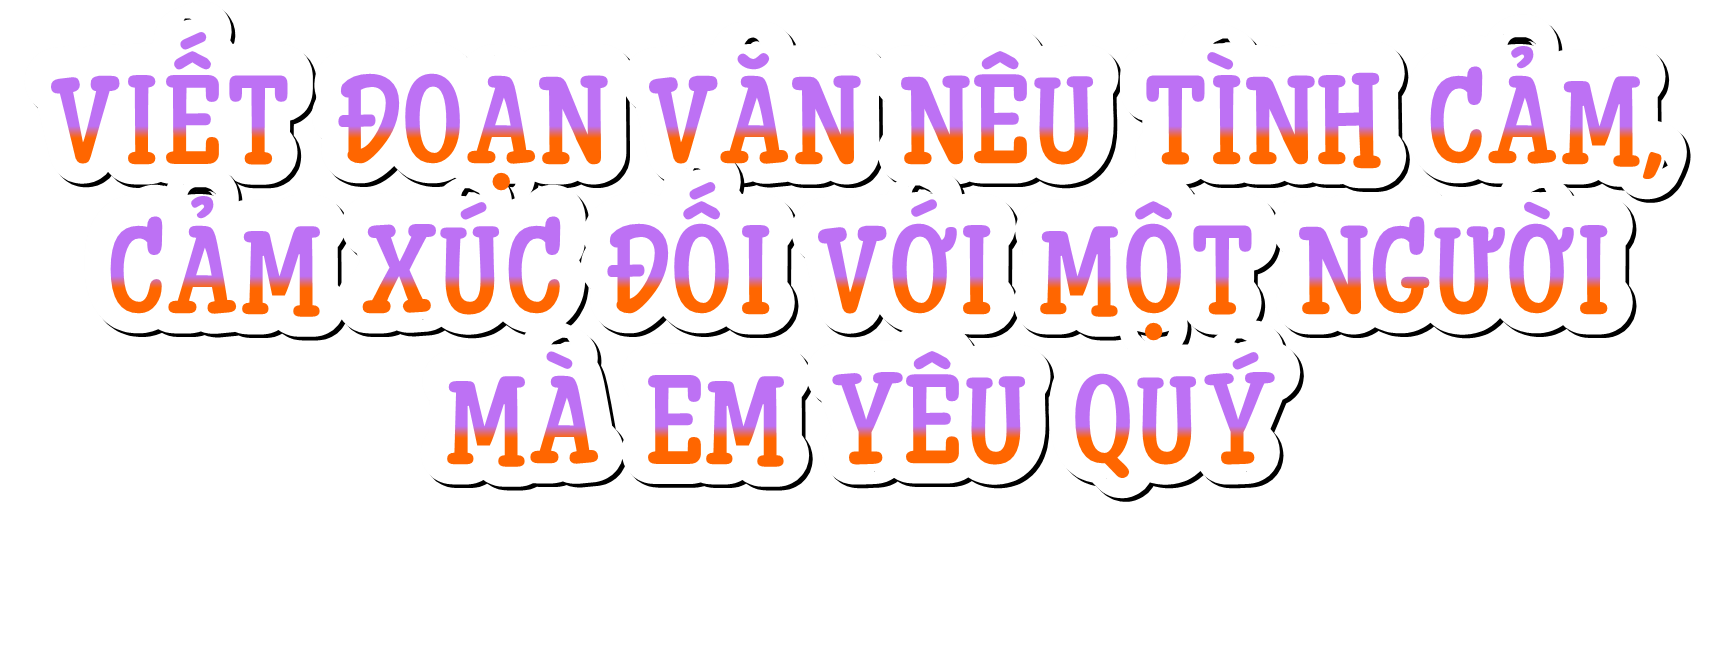 VIẾT ĐOẠN VĂN NÊU TÌNH CẢM,
CẢM XÚC ĐỐI VỚI MỘT NGƯỜI
MÀ EM YÊU QUÝ